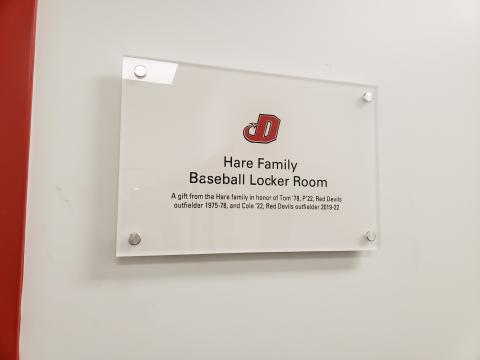 D
Hare Family
Baseball Locker Room
A gift from the Hare family in honor of Tom '78, P'22, Red Devils
outfielder 1975-78, and Cole '22, Red Devils outfielder 2019-22